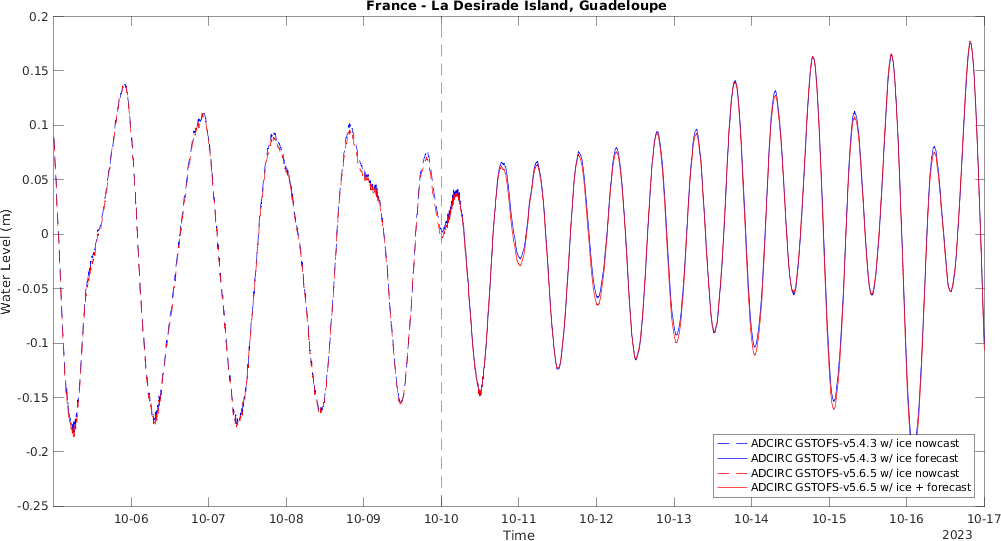 France - La Desirade Island, Guadeloupe
0.2
0.15
0.1
0.05
0
-0.05
-0.1
-0.15
-0.2
-0.25
Water Level (m)
ADCIRC GSTOFS-v5.4.3 w/ ice nowcast
ADCIRC GSTOFS-v5.4.3 w/ ice forecast
ADCIRC GSTOFS-v5.6.5 w/ ice nowcast
ADCIRC GSTOFS-v5.6.5 w/ ice + forecast
10-06 10-07 10-08 10-09 10-10 10-11 10-12 10-13 10-14 10-15 10-16 10-17
Time
2023